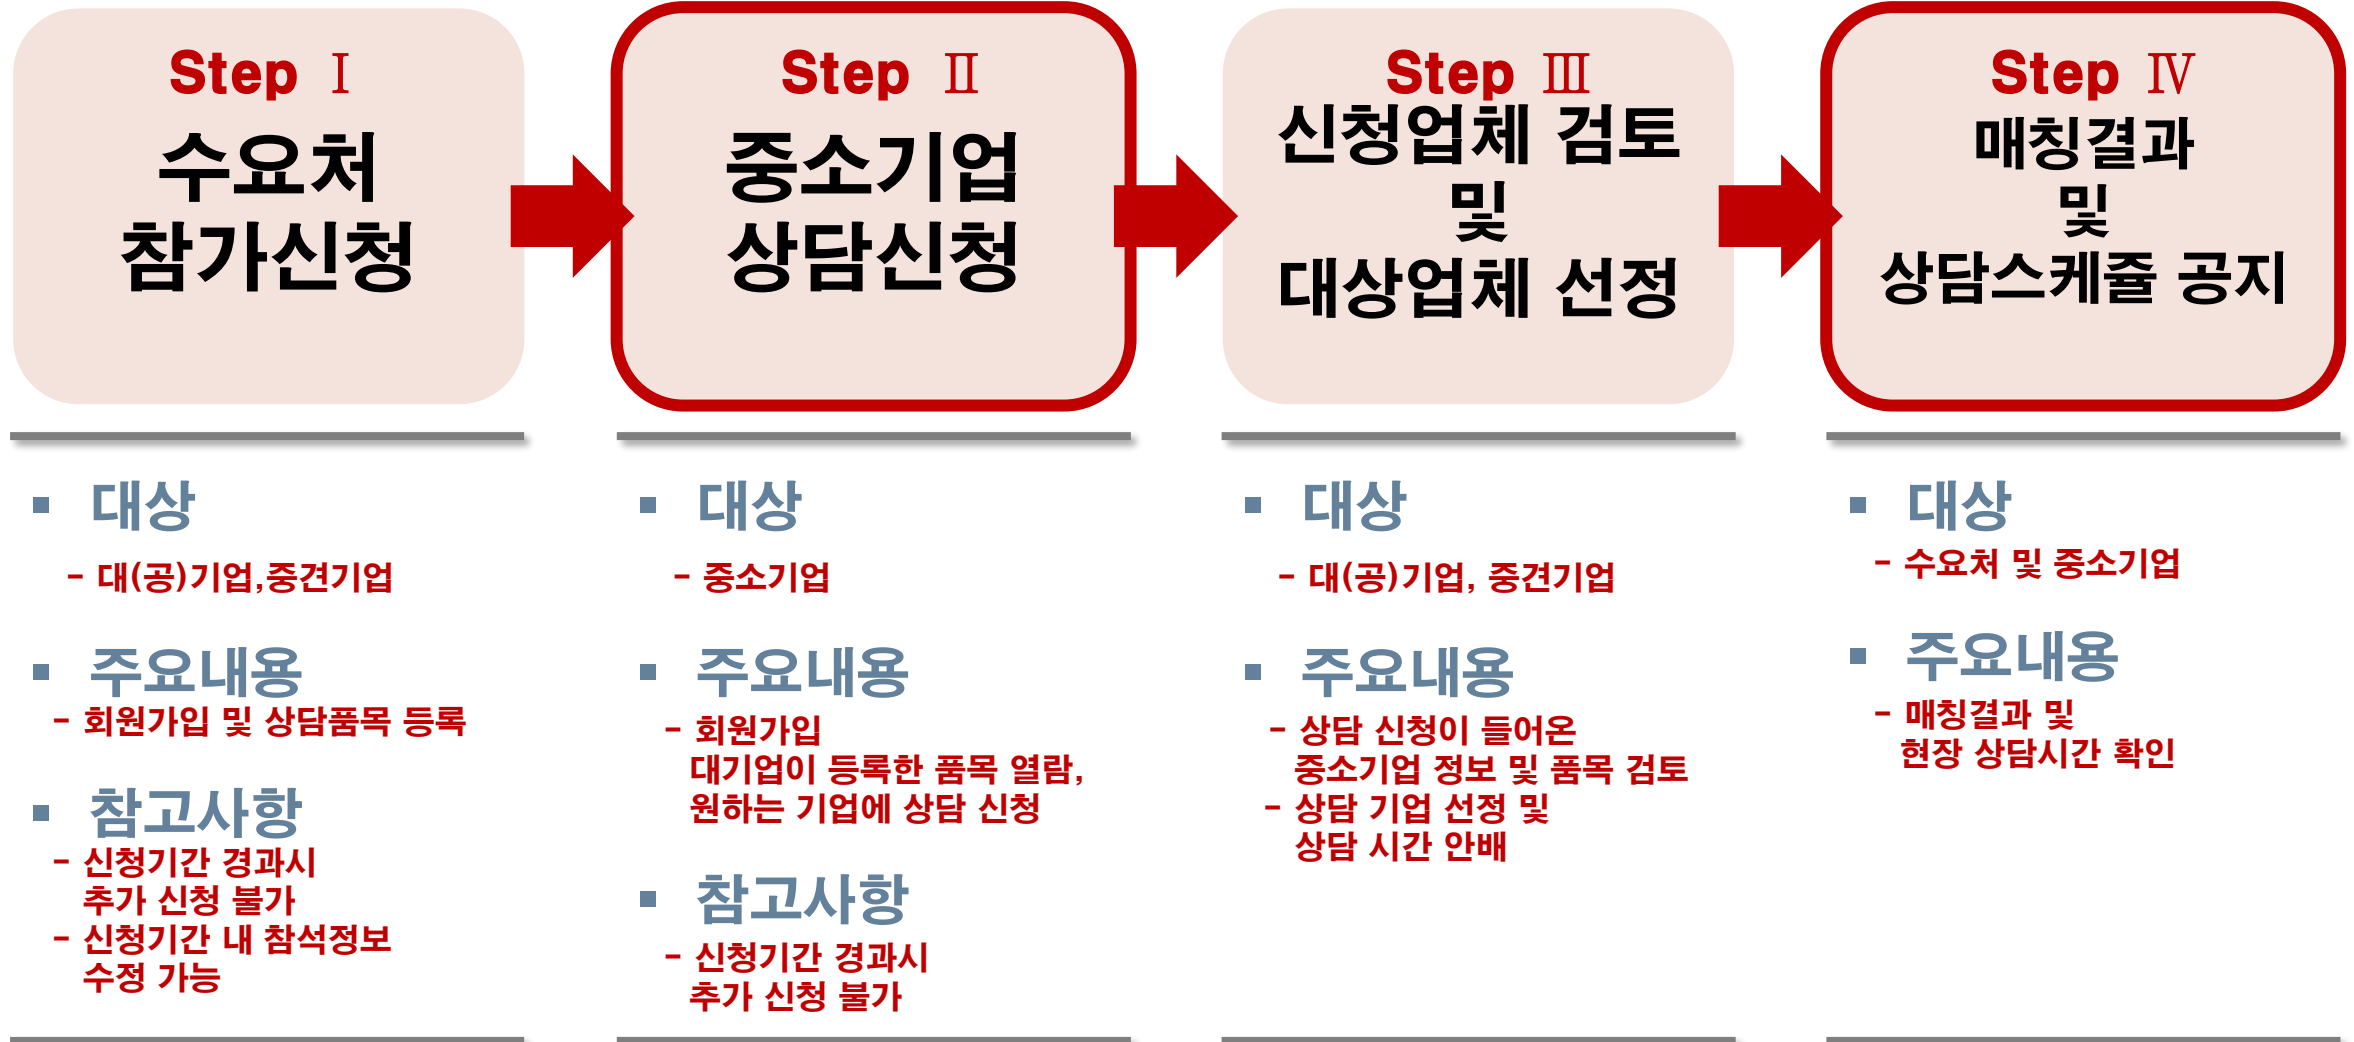 Step Ⅰ
수요처
참가신청
Step Ⅱ
중소기업
상담신청
Step Ⅲ
신청업체 검토
및
대상업체 선정
Step Ⅳ
매칭결과
및
상담스케쥴 공지
▪ 대상
- 대(공)기업,중견기업
▪ 주요내용
- 회원가입 및 상담품목 등록
▪ 참고사항
- 신청기간 경과시
추가 신청 불가
- 신청기간 내 참석정보
수정 가능
▪ 대상
- 중소기업
▪ 주요내용
- 회원가입
대기업이 등록한 품목 열람,
원하는 기업에 상담 신청
▪ 참고사항
- 신청기간 경과시
추가 신청 불가
▪ 대상
- 대(공)기업, 중견기업
▪ 주요내용
- 상담 신청이 들어온
중소기업 정보 및 품목 검토
- 상담 기업 선정 및
상담 시간 안배
▪ 대상
- 수요처 및 중소기업
▪ 주요내용
- 매칭결과 및
현장 상담시간 확인